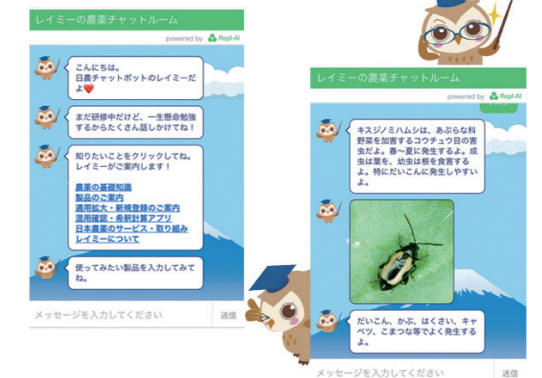 レイミーの農薬チャットルーム
powered by Repl-AI
こんにちは。
日農チャットボットのレイミーだ
よ❤
まだ研修中だけど、一生懸命勉強
するからたくさん話しかけてね！
知りたいことをクリックしてね。
レイミーがご案内します！
農薬の基礎知識
製品のご案内
適用拡大・新規登録のご案内
混用確認・希釈計算アプリ
日本農薬のサービス・取り組み
レイミーについて
使ってみたい製品を入力してみて
ね。
メッセージを入力してください 送信
レイミーの農薬チャットルーム
powered by Repl-AI
キスジノミハムシは、あぶらな科
野菜を加害するコウチュウ目の害
虫だよ。春～夏に発生するよ。成
虫は葉を、幼虫は根を食害する
よ。特にだいこんに発生しやすい
よ。
だいこん、かぶ、はくさい、キャ
ベツ、こまつな等でよく発生する
よ。
メッセージを入力してください 送信